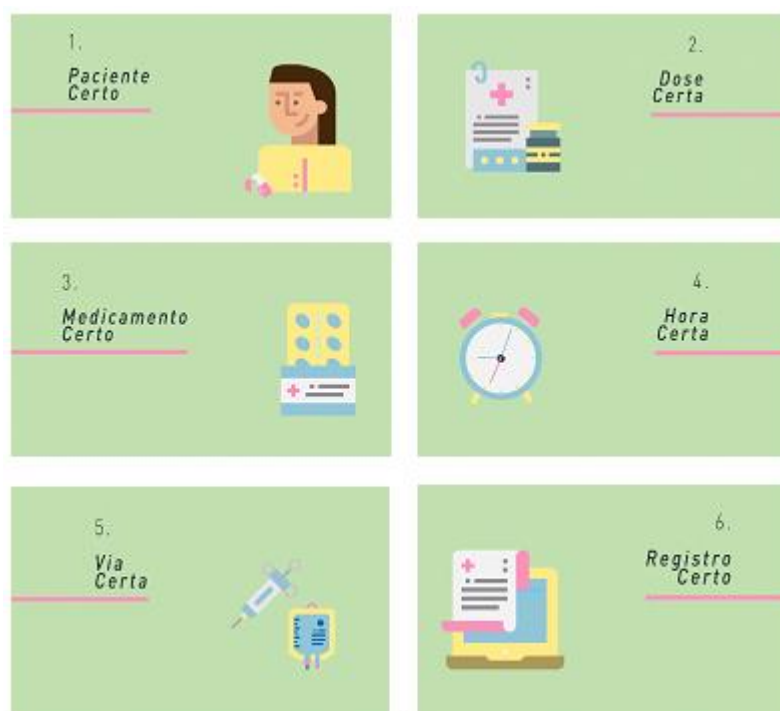 1.
Paciente
Certo
2.
Dose
Certa
3.
Medicamento
Certo
4.
Hora
Certa
5.
Via
Certa
6.
Registro
Certo